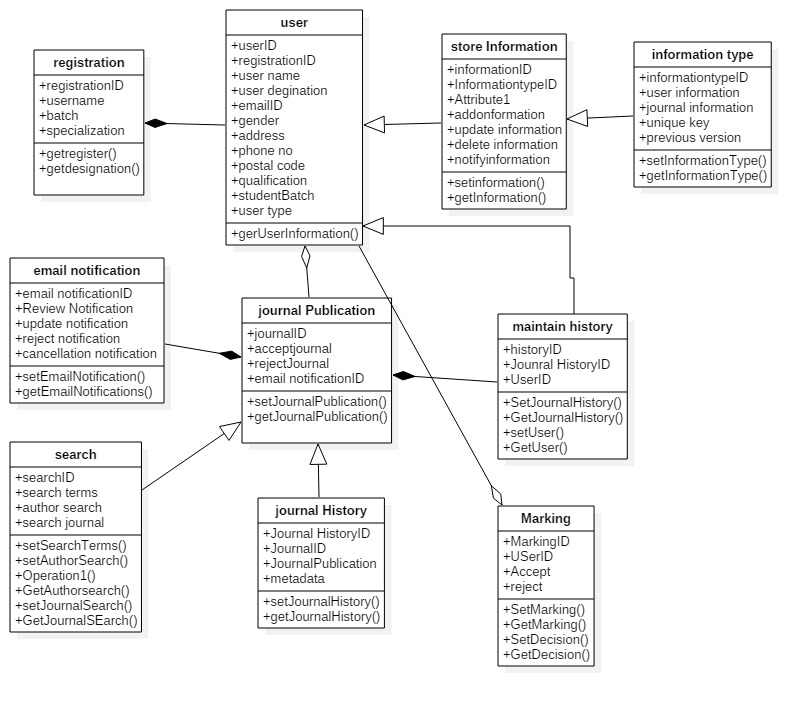 user
+userID
+registrationID
+user name
+user degination
+emailID
+gender
+address
+phone no
+postal code
+qualification
+studentBatch
+user type
+gerUserInformation()
registration
+registrationID
+username
+batch
+specialization
+getregister()
+getdesignation()
store Information
+informationID
+InformationtypeID
+Attribute1
+addonformation
+update information
+delete information
+notifyinformation
+setinformation()
+getInformation()
information type
+informationtypeID
+user information
+journal information
+unique key
+previous version
+setInformationType()
+getInformationType()
email notification
+email notificationID
+Review Notification
+update notification
+reject notification
+cancellation notification
+setEmailNotification()
+getEmailNotifications()
journal Publication
+journalID
+acceptjournal
+rejectJournal
+email notificationID
+setJournalPublication()
+getJournalPublication()
maintain history
+historyID
+Jounral HistoryID
+UserID
+SetJournalHistory()
+GetJournalHistory()
+setUser()
+GetUser()
search
+searchID
+search terms
+author search
+search journal
+setSearchTerms()
+setAuthorSearch()
+Operation1()
+GetAuthorsearch()
+setJournalSearch()
+GetJournalSEarch()
journal History
+Journal HistoryID
+JournalID
+JournalPublication
+metadata
+setJournalHistory()
+getJournalHistory()
Marking
+MarkingID
+USerID
+Accept
+reject
+SetMarking()
+GetMarking()
+SetDecision()
+GetDecision()